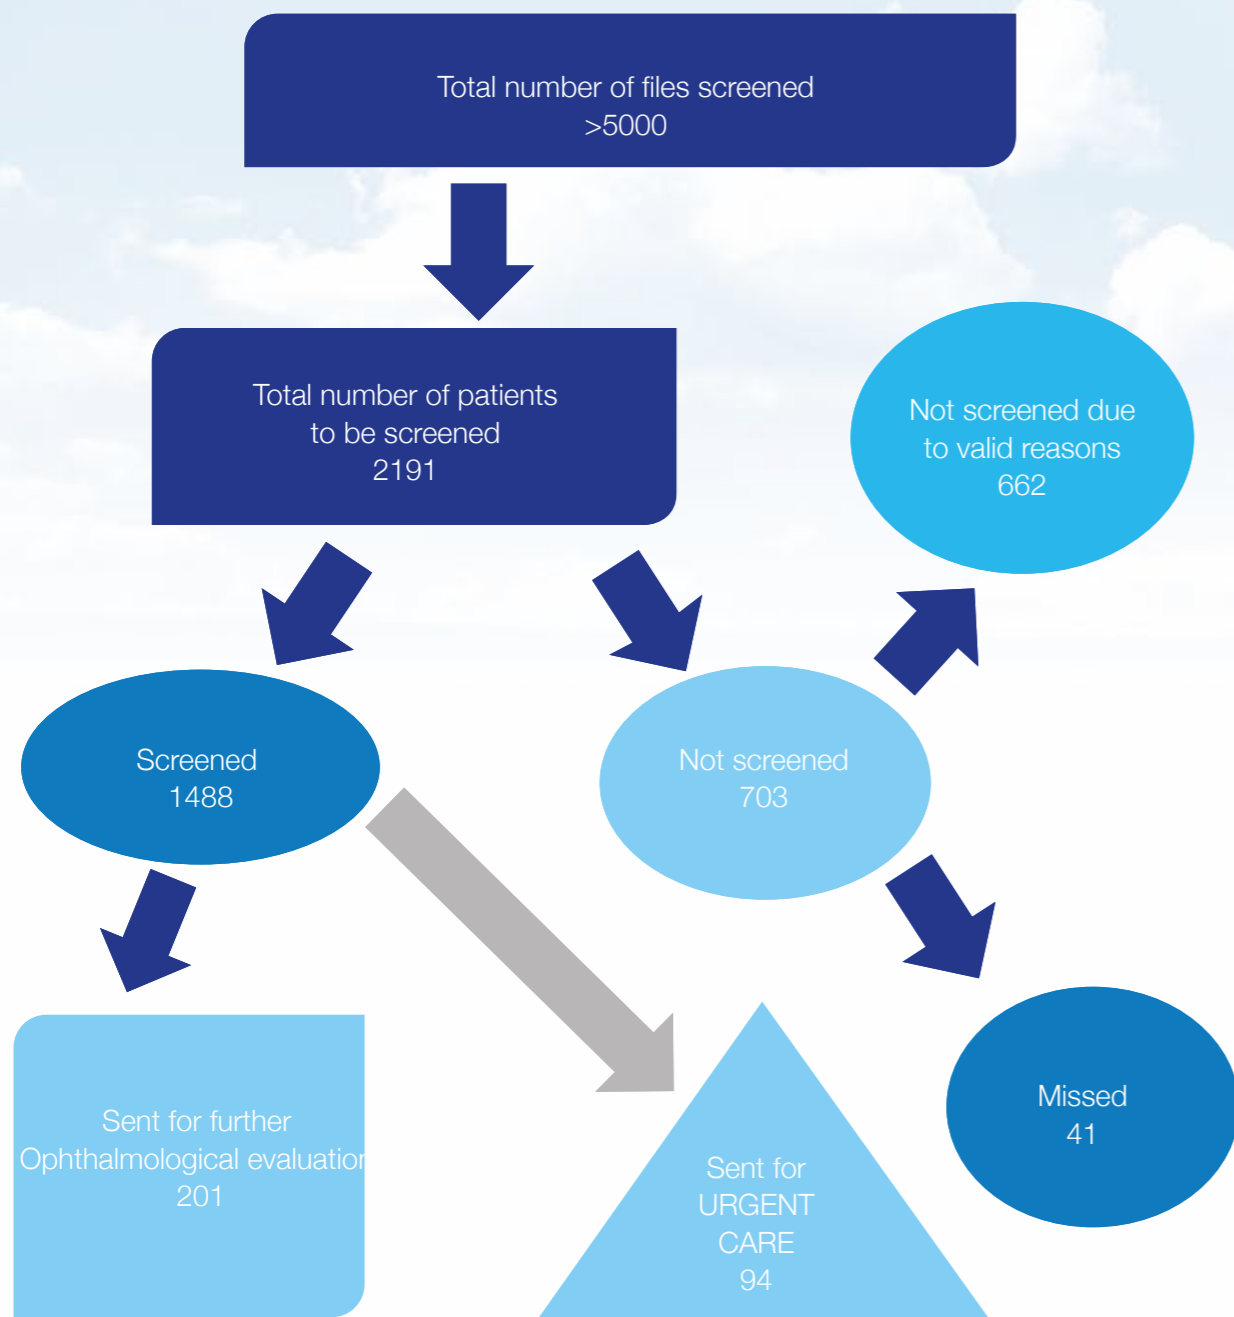 Total number of files screened
>5000
Total number of patients
to be screened
2191
Not screened due
to valid reasons
662
Screened
1488
Not screened
703
Sent for further
Ophthalmological evaluation
201
Sent for
URGENT
CARE
94
Missed
41